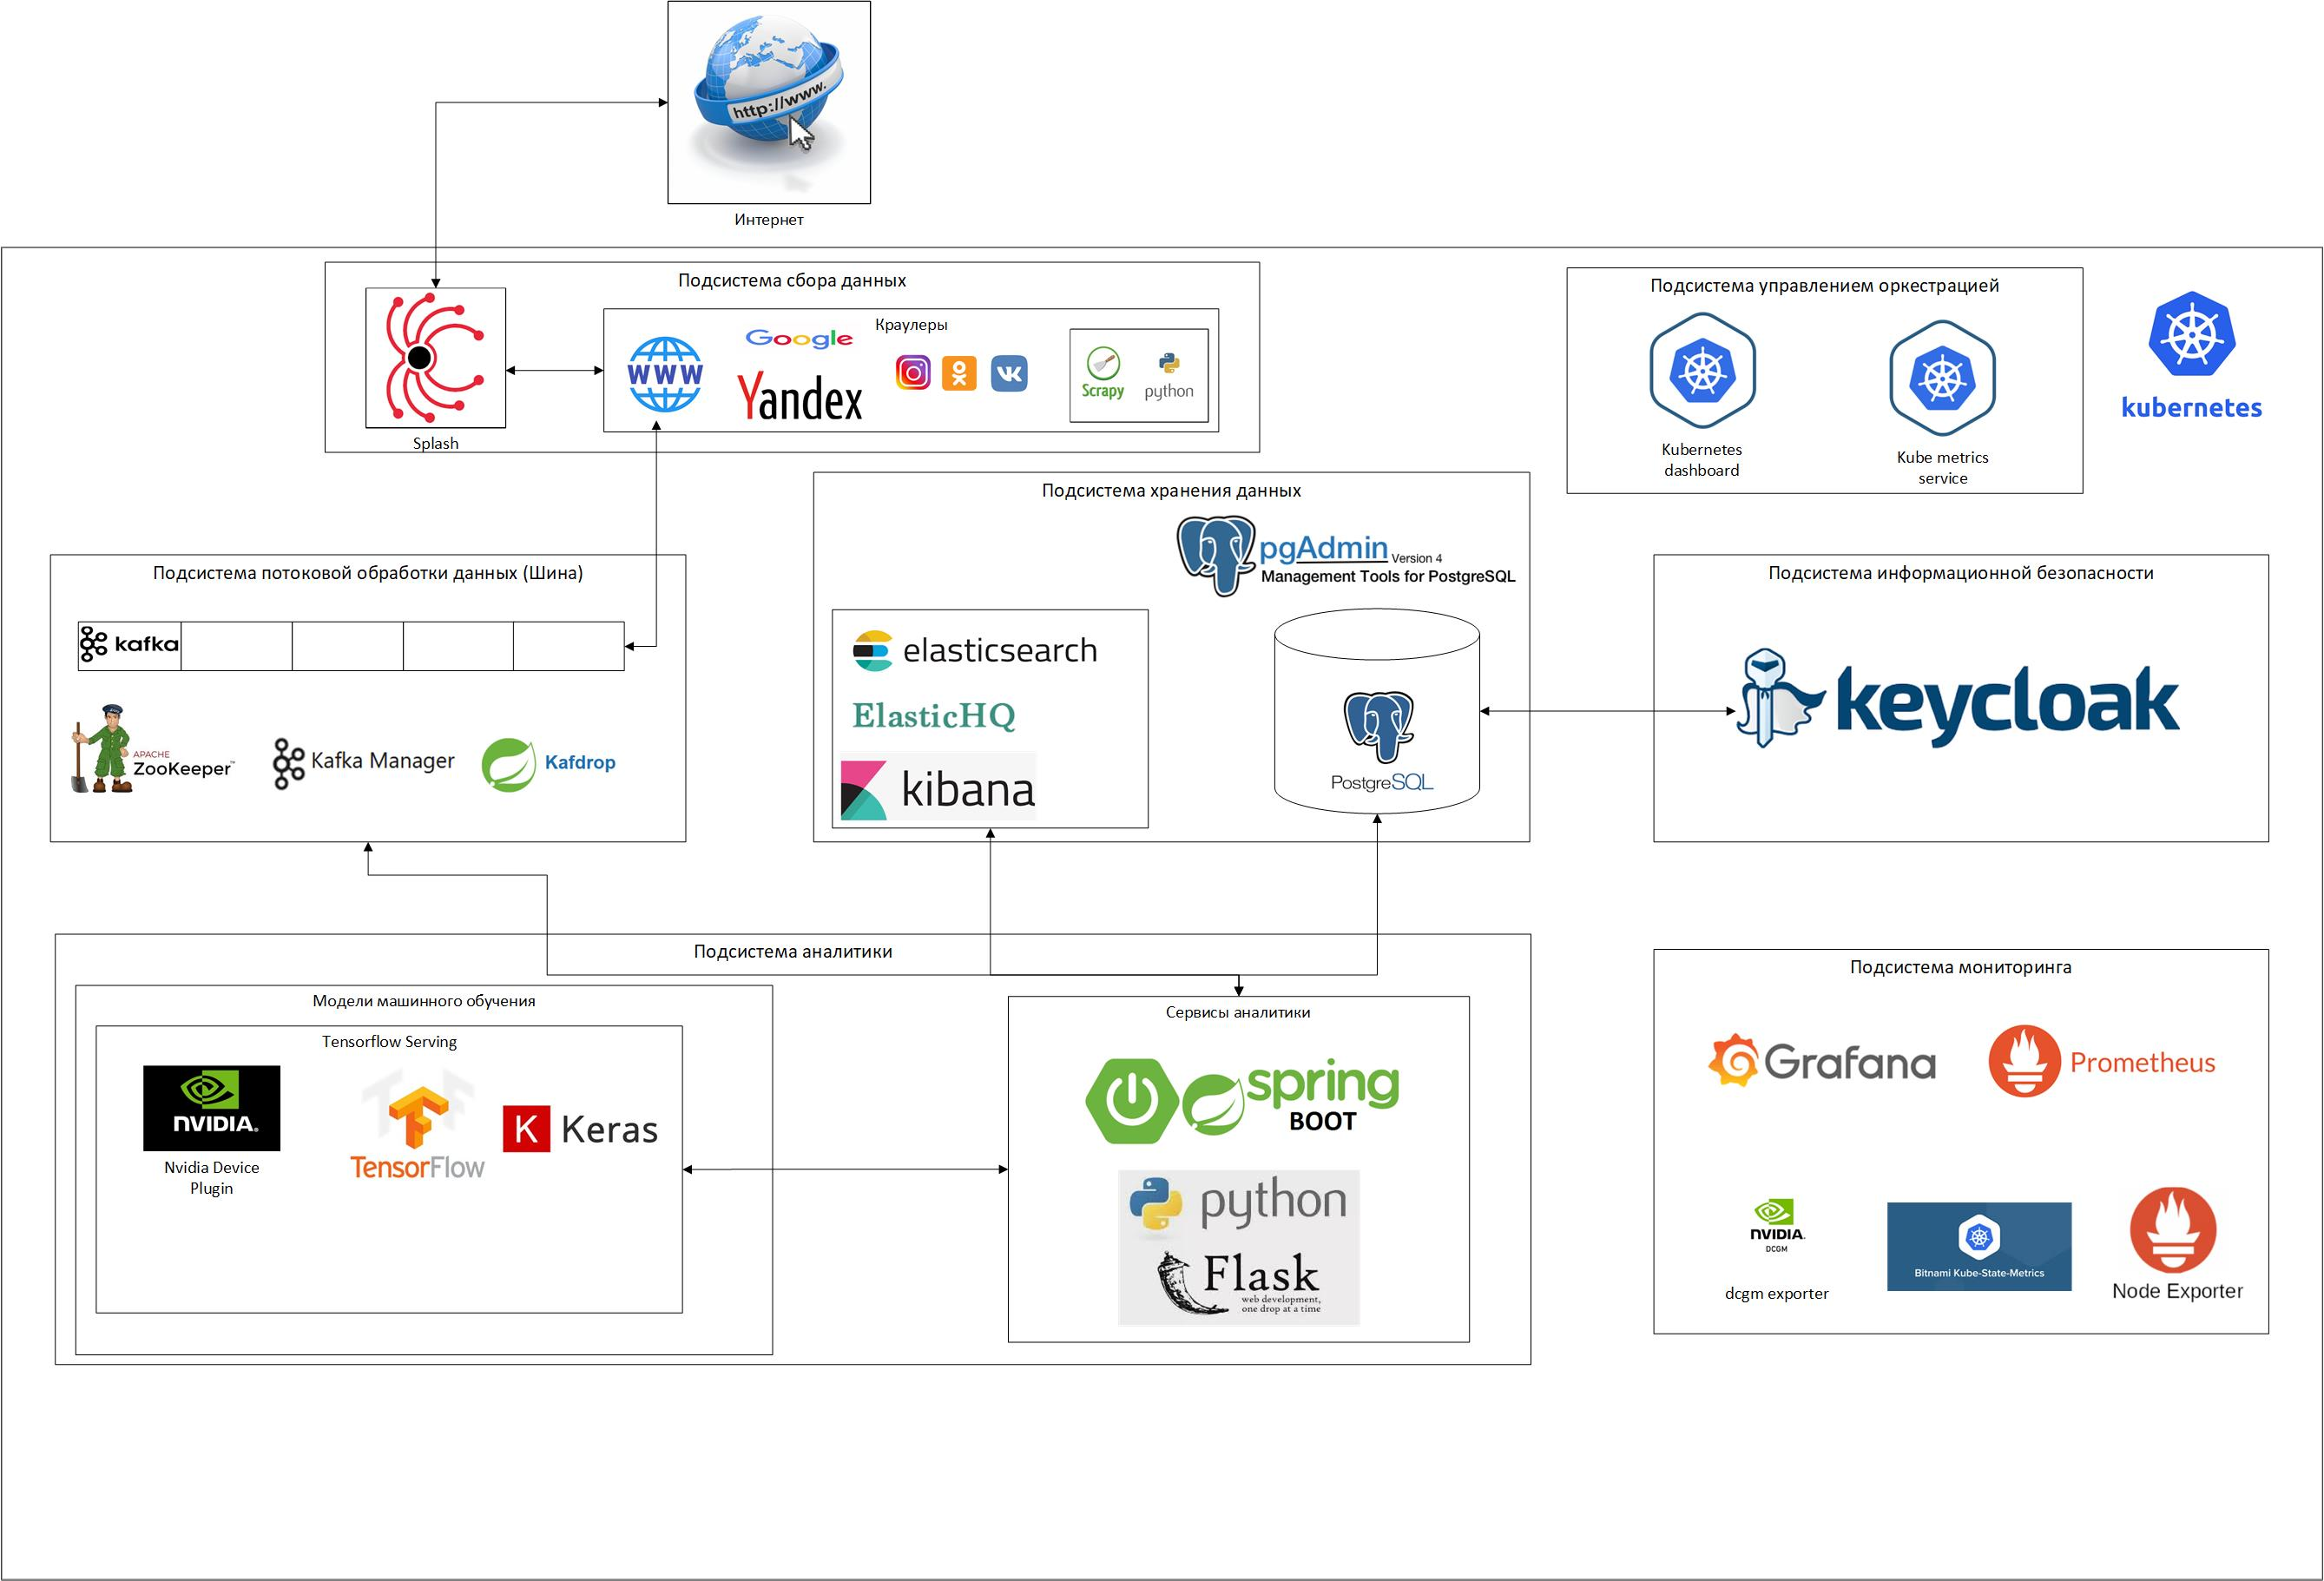 http://www.
Интернет
Подсистема сбора данных
Splash
Краулеры
WWW
Google
Yandex
Scrapy
python
Подсистема управлением оркестрацией
Kubernetes
dashboard
Kube metrics
service
kubernetes
Подсистема потоковой обработки данных (Шина)
kafka
APACHE
ZooKeeper™
Kafka Manager
Kafdrop
Подсистема хранения данных
pgAdmin Version 4
Management Tools for PostgreSQL
elasticsearch
ElasticHQ
kibana
PostgreSQL
Подсистема информационной безопасности
keycloak
Подсистема аналитики
Модели машинного обучения
Tensorflow Serving
NVIDIA.
Nvidia Device
Plugin
TensorFlow
K Keras
Сервисы аналитики
spring
BOOT
python
Flask
web development,
one drop at a time
Подсистема мониторинга
Grafana
Prometheus
NVIDIA.
DCGM
dcgm exporter
Bitnami Kube-State-Metrics
Node Exporter